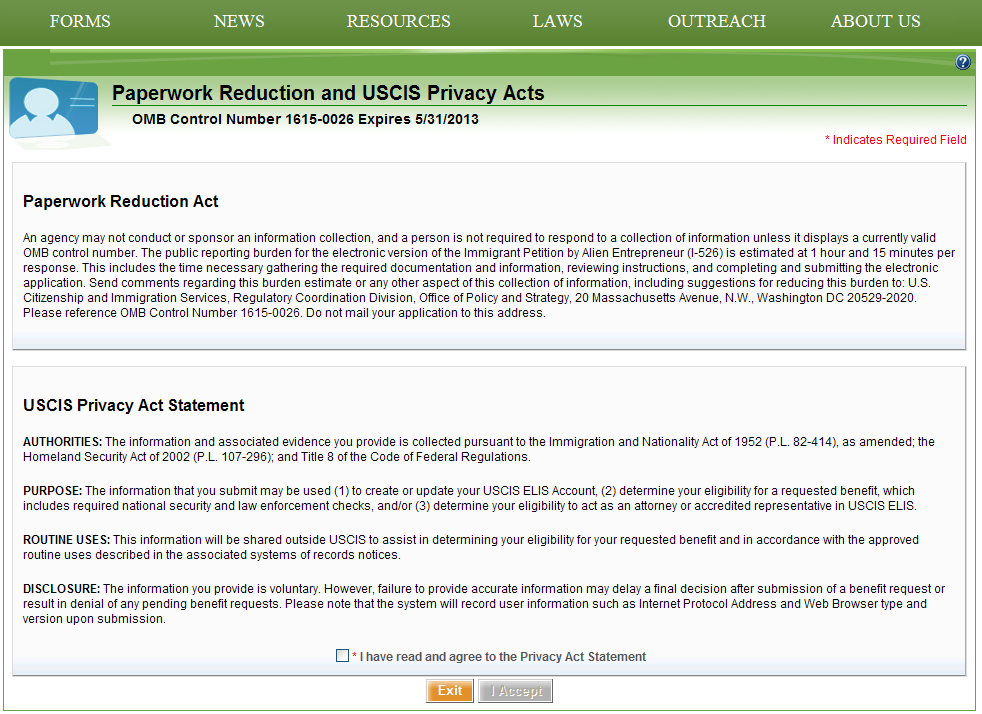 FORMS NEWS RESOURCES LAWS OUTREACH ABOUT US
?
Paperwork Reduction and USCIS Privacy Acts
OMB Control Number 1615-0026 Expires 5/31/2013
* Indicates Required Field
Paperwork Reduction Act
An agency may not conduct or sponsor an information collection, and a person is not required to respond to a collection of information unless it displays a currently valid
OMB control number. The public reporting burden for the electronic version of the Immigrant Petition by Alien Entrepreneur (I-526) is estimated at 1 hour and 15 minutes per
response. This includes the time necessary gathering the required documentation and information, reviewing instructions, and completing and submitting the electronic
application. Send comments regarding this burden estimate or any other aspect of this collection of information, including suggestions for reducing this burden to: U.S.
Citizenship and Immigration Services, Regulatory Coordination Division, Office of Policy and Strategy, 20 Massachusetts Avenue, N.W., Washington DC 20529-2020.
Please reference OMB Control Number 1615-0026. Do not mail your application to this address.
USCIS Privacy Act Statement
AUTHORITIES: The information and associated evidence you provide is collected pursuant to the Immigration and Nationality Act of 1952 (P.L. 82-414), as amended; the
Homeland Security Act of 2002 (P.L. 107-296); and Title 8 of the Code of Federal Regulations.
PURPOSE: The information that you submit may be used (1) to create or update your USCIS ELIS Account, (2) determine your eligibility for a requested benefit, which
includes required national security and law enforcement checks, and/or (3) determine your eligibility to act as an attorney or accredited representative in USCIS ELIS.
ROUTINE USES: This information will be shared outside USCIS to assist in determining your eligibility for your requested benefit and in accordance with the approved
routine uses described in the associated systems of records notices.
DISCLOSURE: The information you provide is voluntary. However, failure to provide accurate information may delay a final decision after submission of a benefit request or
result in denial of any pending benefit requests. Please note that the system will record user information such as Internet Protocol Address and Web Browser type and
version upon submission.
* I have read and agree to the Privacy Act Statement
Exit I Accept